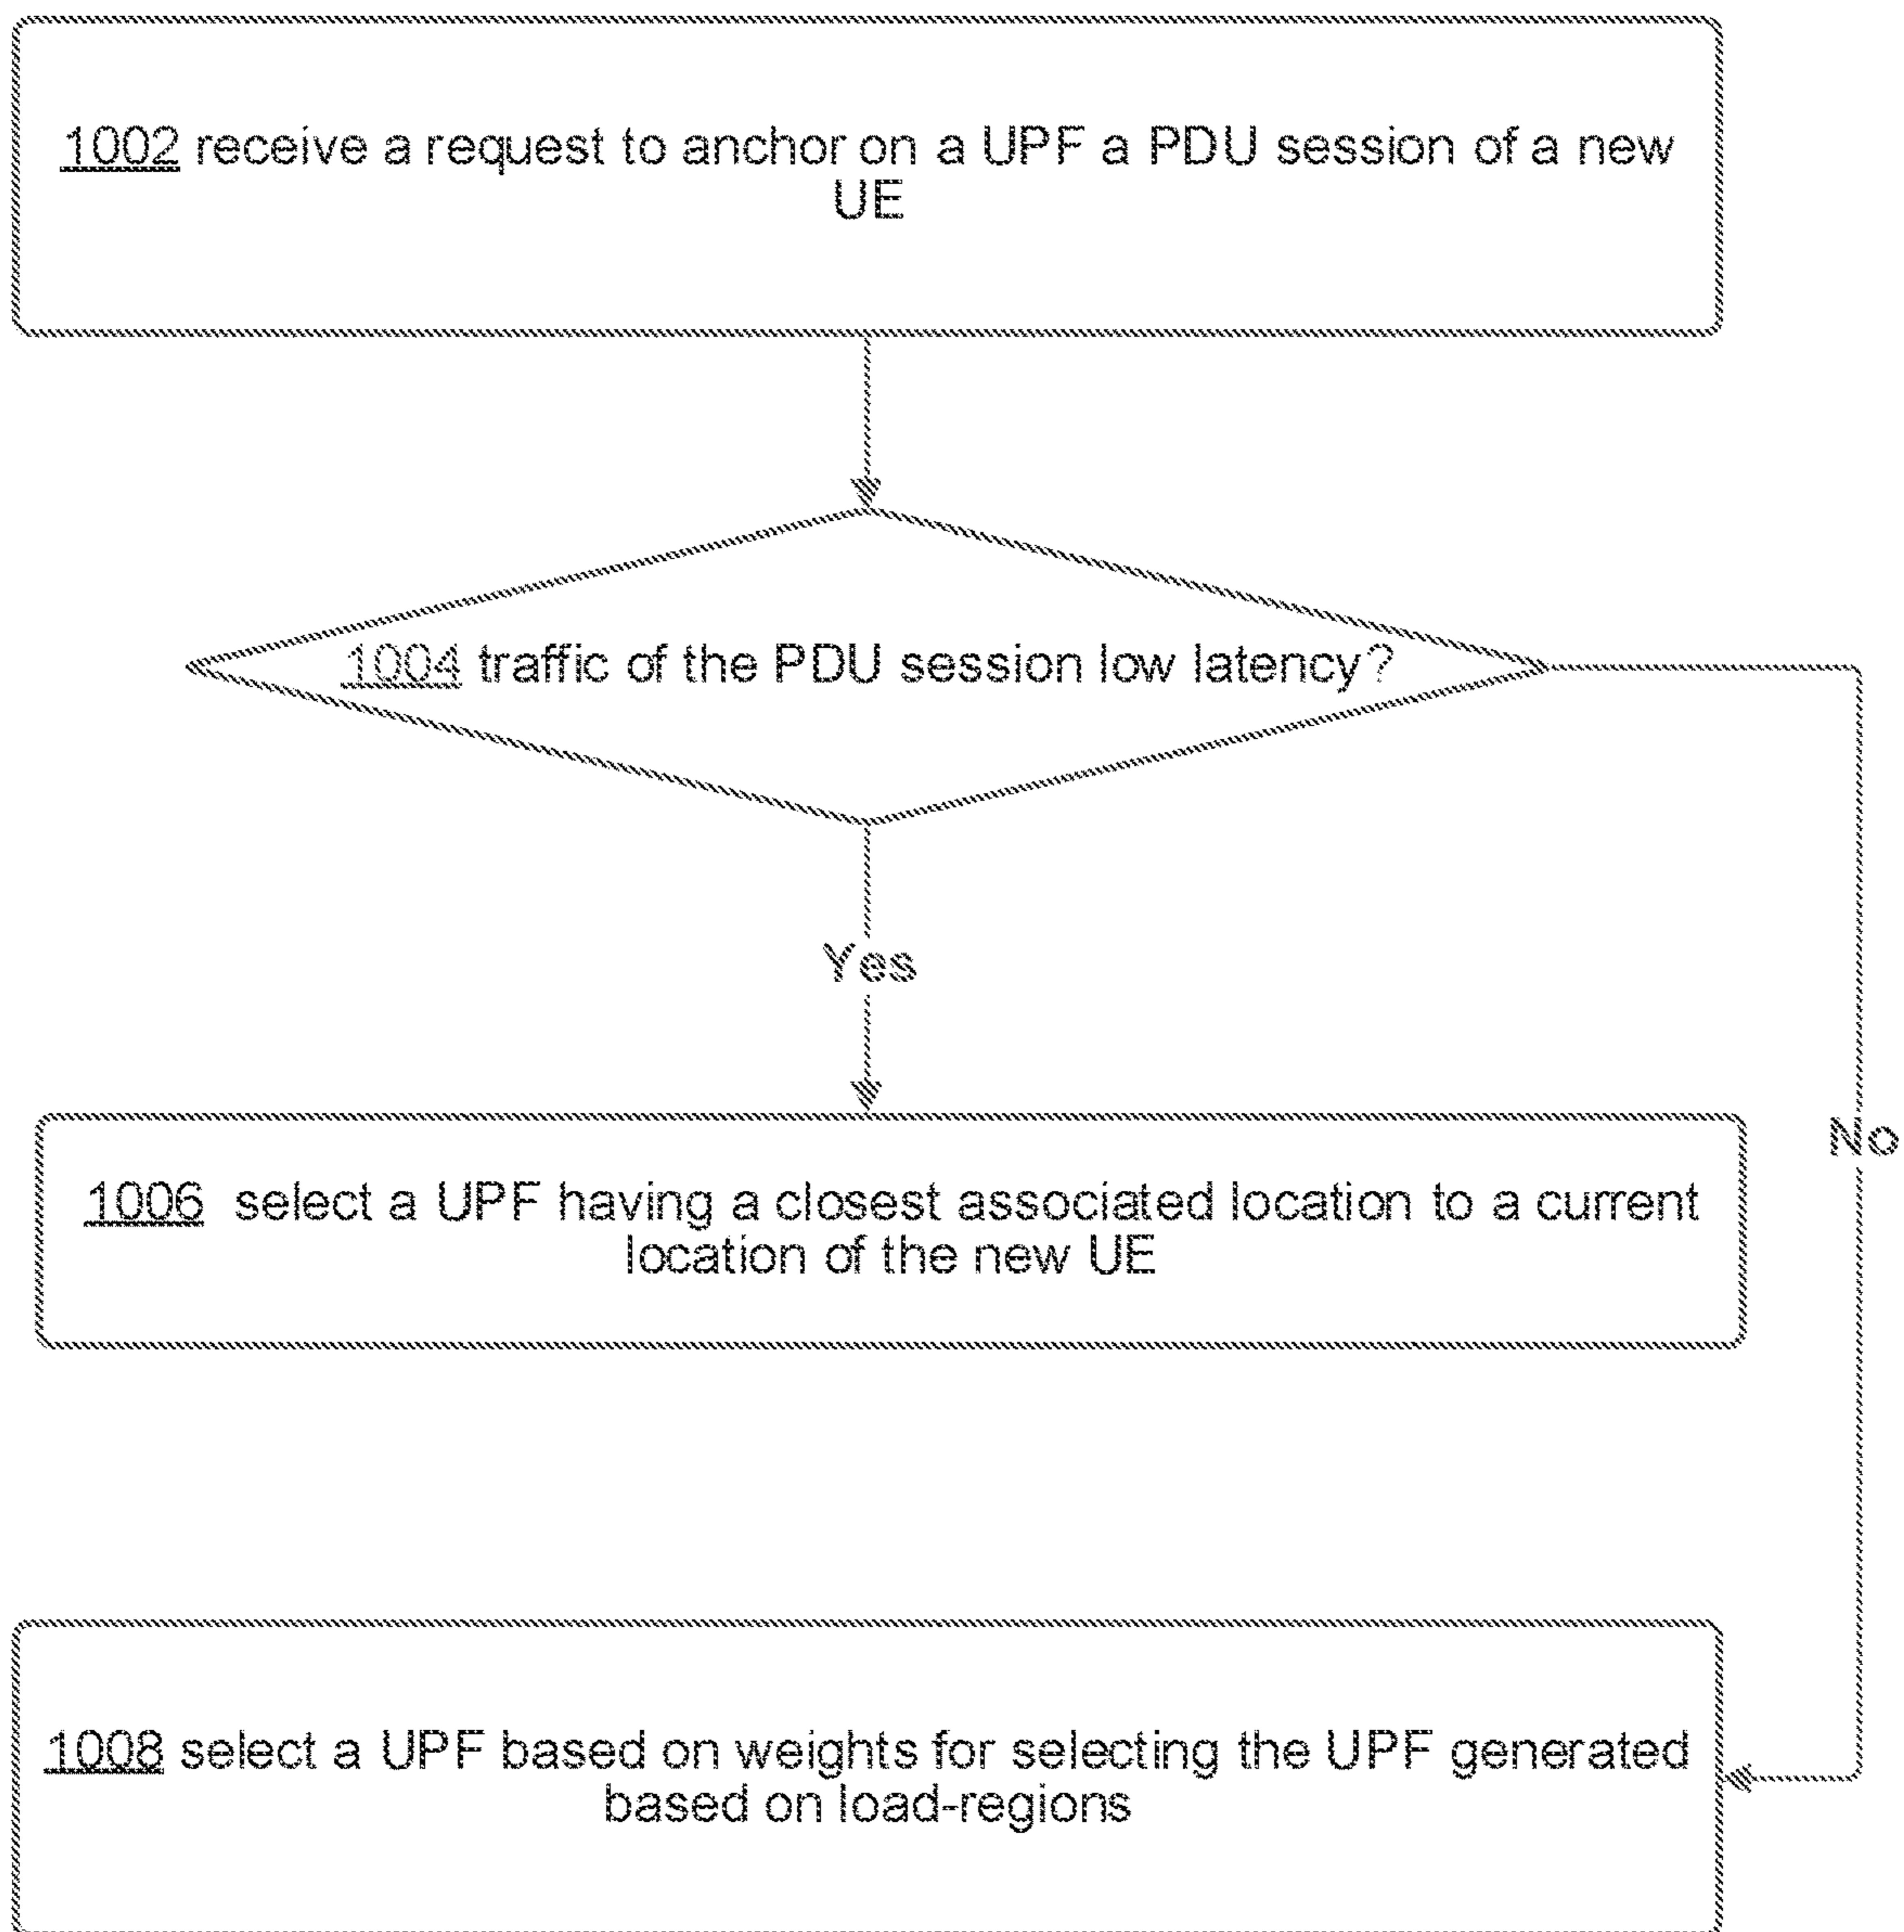 1002 receive a request to anchor on a UPF a PDU session of a new
UE
1004 traffic of the PDU session low latency?
Yes
No
1006 select a UPF having a closest associated location to a current
location of the new UE
1008 select a UPF based on weights for selecting the UPF generated
based on load-regions